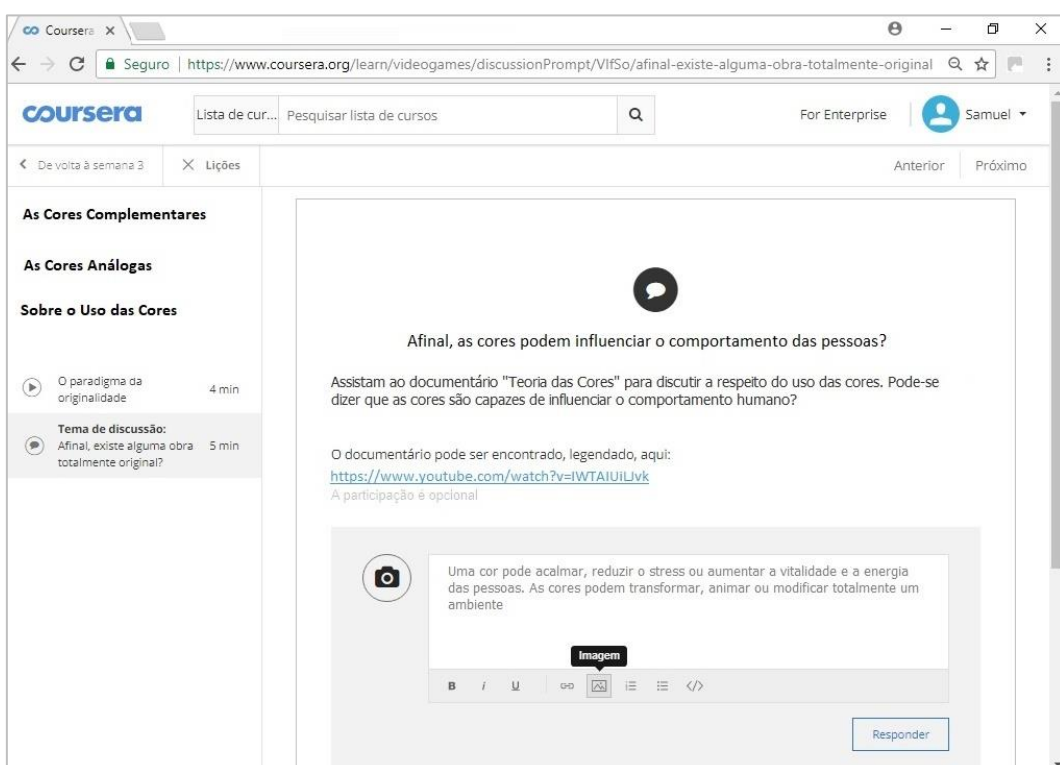 Coursera
Seguro | https://www.coursera.org/learn/videogames/discussionPrompt/VIfSo/afinal-existe-alguma-obra-totalmente-original
coursera
Lista de cur... Pesquisar lista de cursos
For Enterprise
Samuel
De volta à semana 3
Lições
Anterior
Próximo
As Cores Complementares
As Cores Análogas
Sobre o Uso das Cores
O paradigma da
originalidade
4 min
Tema de discussão:
Afinal, existe alguma obra
totalmente original?
5 min
Afinal, as cores podem influenciar o comportamento das pessoas?
Assistam ao documentário "Teoria das Cores" para discutir a respeito do uso das cores. Pode-se
dizer que as cores são capazes de influenciar o comportamento humano?
O documentário pode ser encontrado, legendado, aqui:
https://www.youtube.com/watch?v=IWTAIUiLJvk
A participação é opcional
Uma cor pode acalmar, reduzir o stress ou aumentar a vitalidade e a energia
das pessoas. As cores podem transformar, animar ou modificar totalmente um
ambiente
Imagem
B i U
Responder